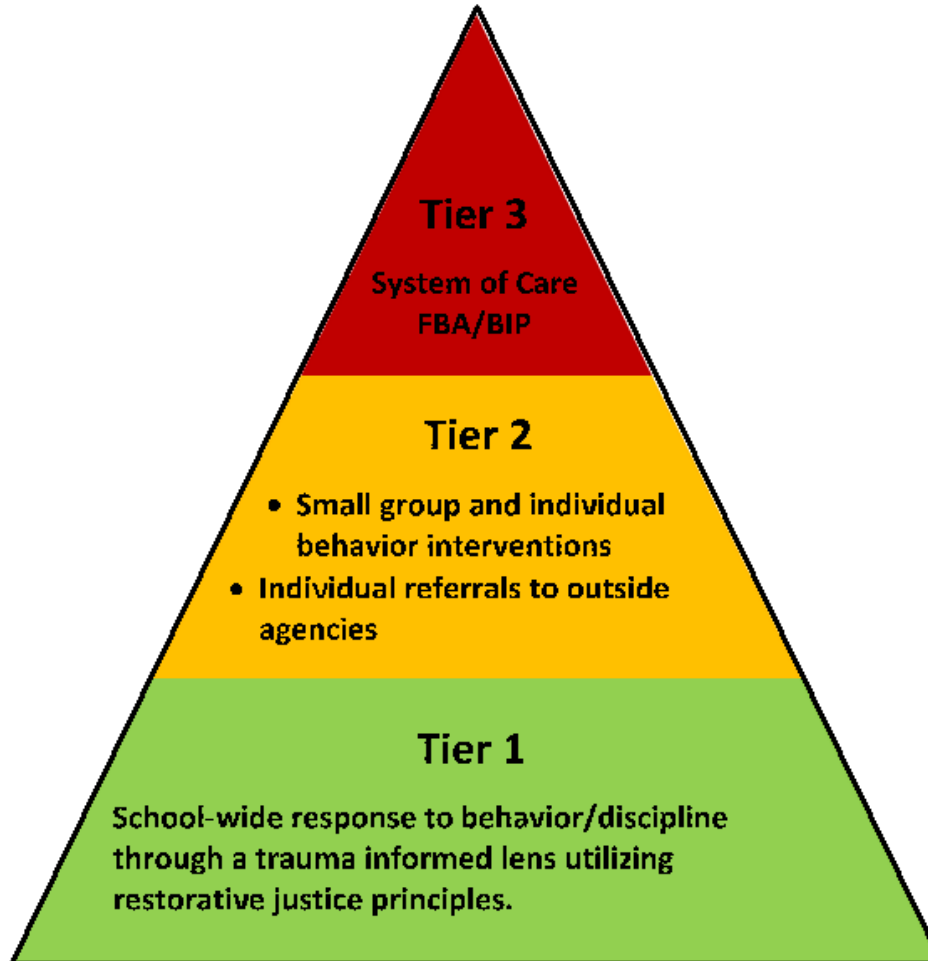 Tier 3
System of Care
FBA/BIP
Tier 2
• Small group and individual
behavior interventions
• Individual referrals to outside
agencies
Tier 1
School-wide response to behavior/discipline
through a trauma informed lens utilizing
restorative justice principles.